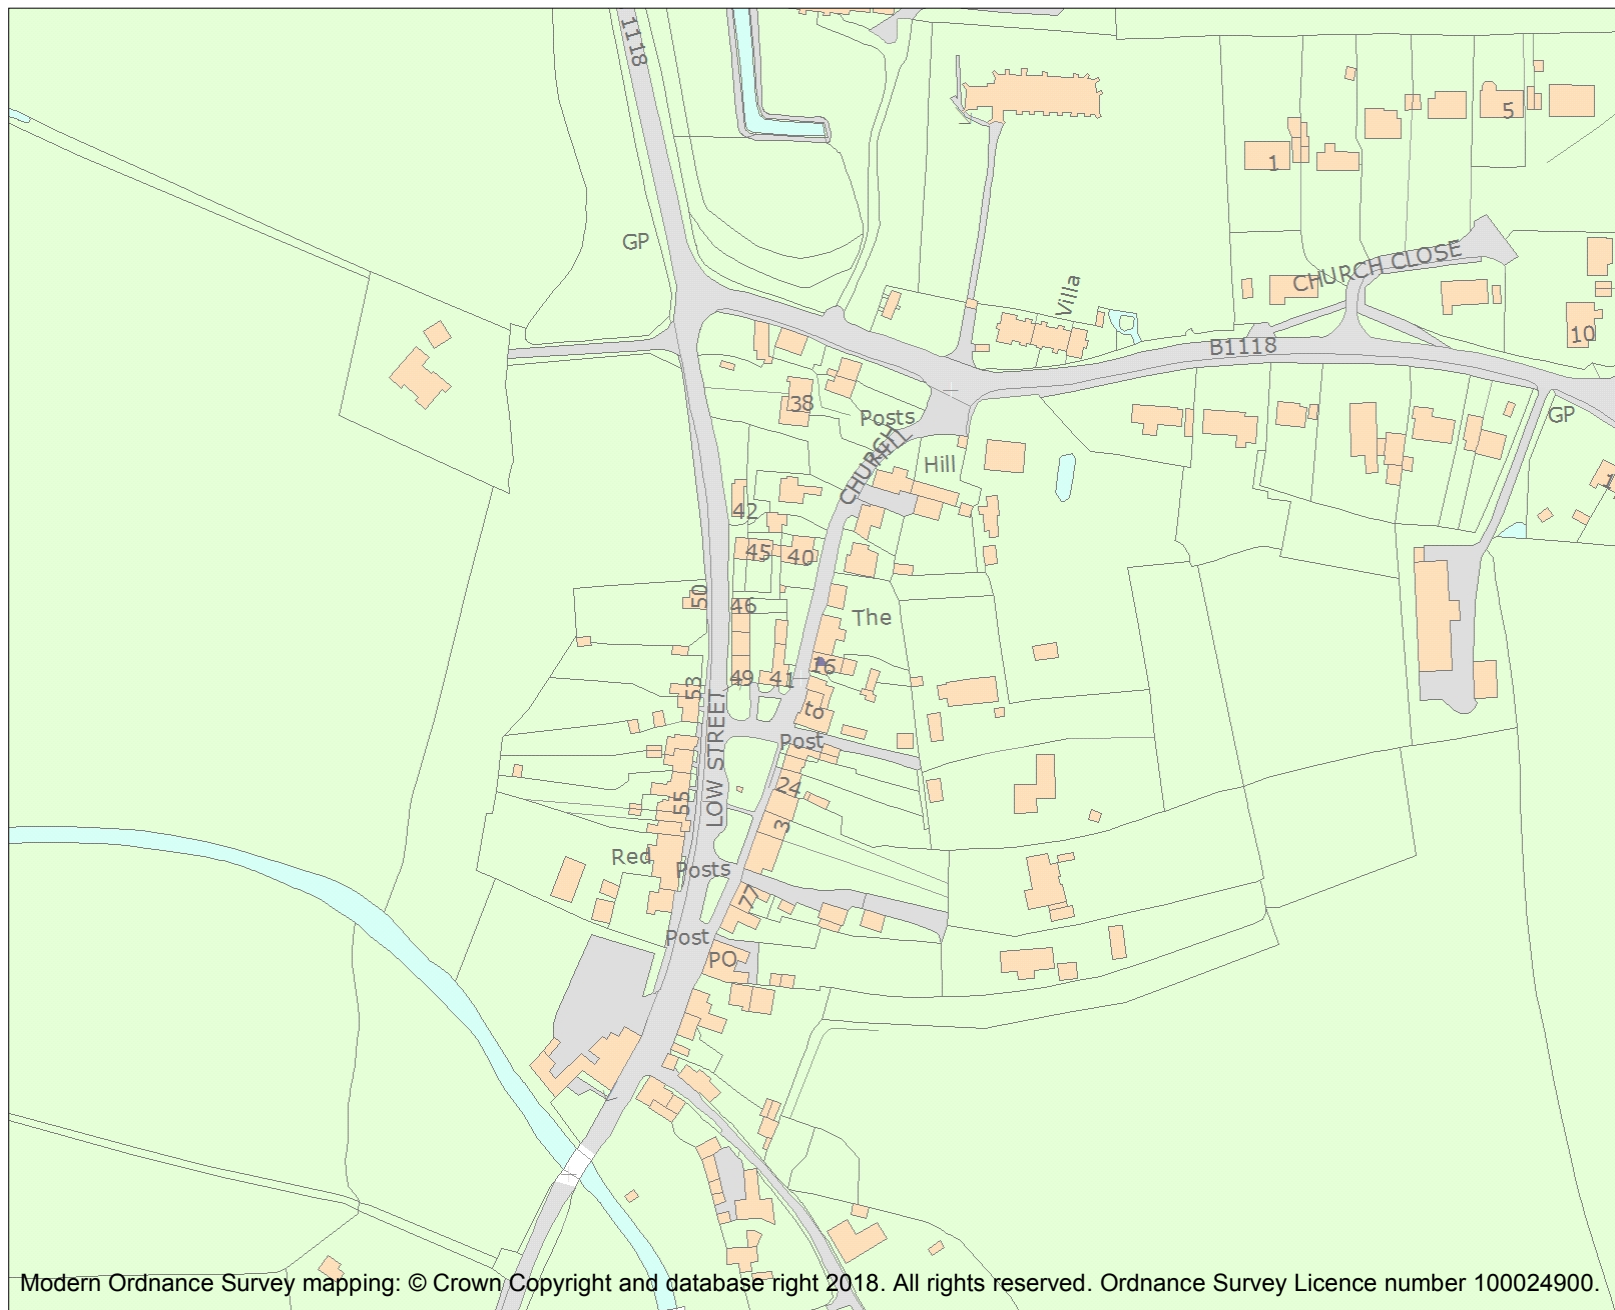 1118
5
1
GP
CHURCH CLOSE
Villa
10
B1118
38
Posts
GP
CHURCH
HILL
Hill
42
45
40
50
46
The
16
49
41
53
to
LOW STREET
Post
24
55
3
Red
Posts
77
Post
PO
Modern Ordnance Survey mapping: © Crown Copyright and database right 2018. All rights reserved. Ordnance Survey Licence number 100024900.